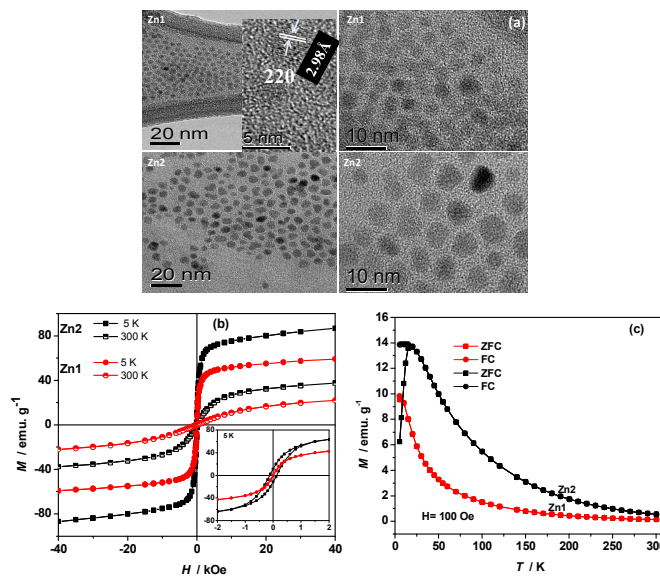 Zn1
(a)
220
2.98Å
20 nm
5 nm
10 nm
Zn2
Zn2
20 nm
10 nm
(b)
Zn2
5 K
300 K
Zn1
5 K
300 K
80
40
0
-40
-80
M / emu. g-1
-40
-20
0
20
40
H / kOe
5 K
80
40
0
-40
-80
-2
-1
0
1
2
(c)
ZFC
FC
ZFC
FC
16
14
12
10
8
6
4
2
0
M / emu. g-1
Zn2
Zn1
H= 100 Oe
0
50
100
150
200
250
300
T / K